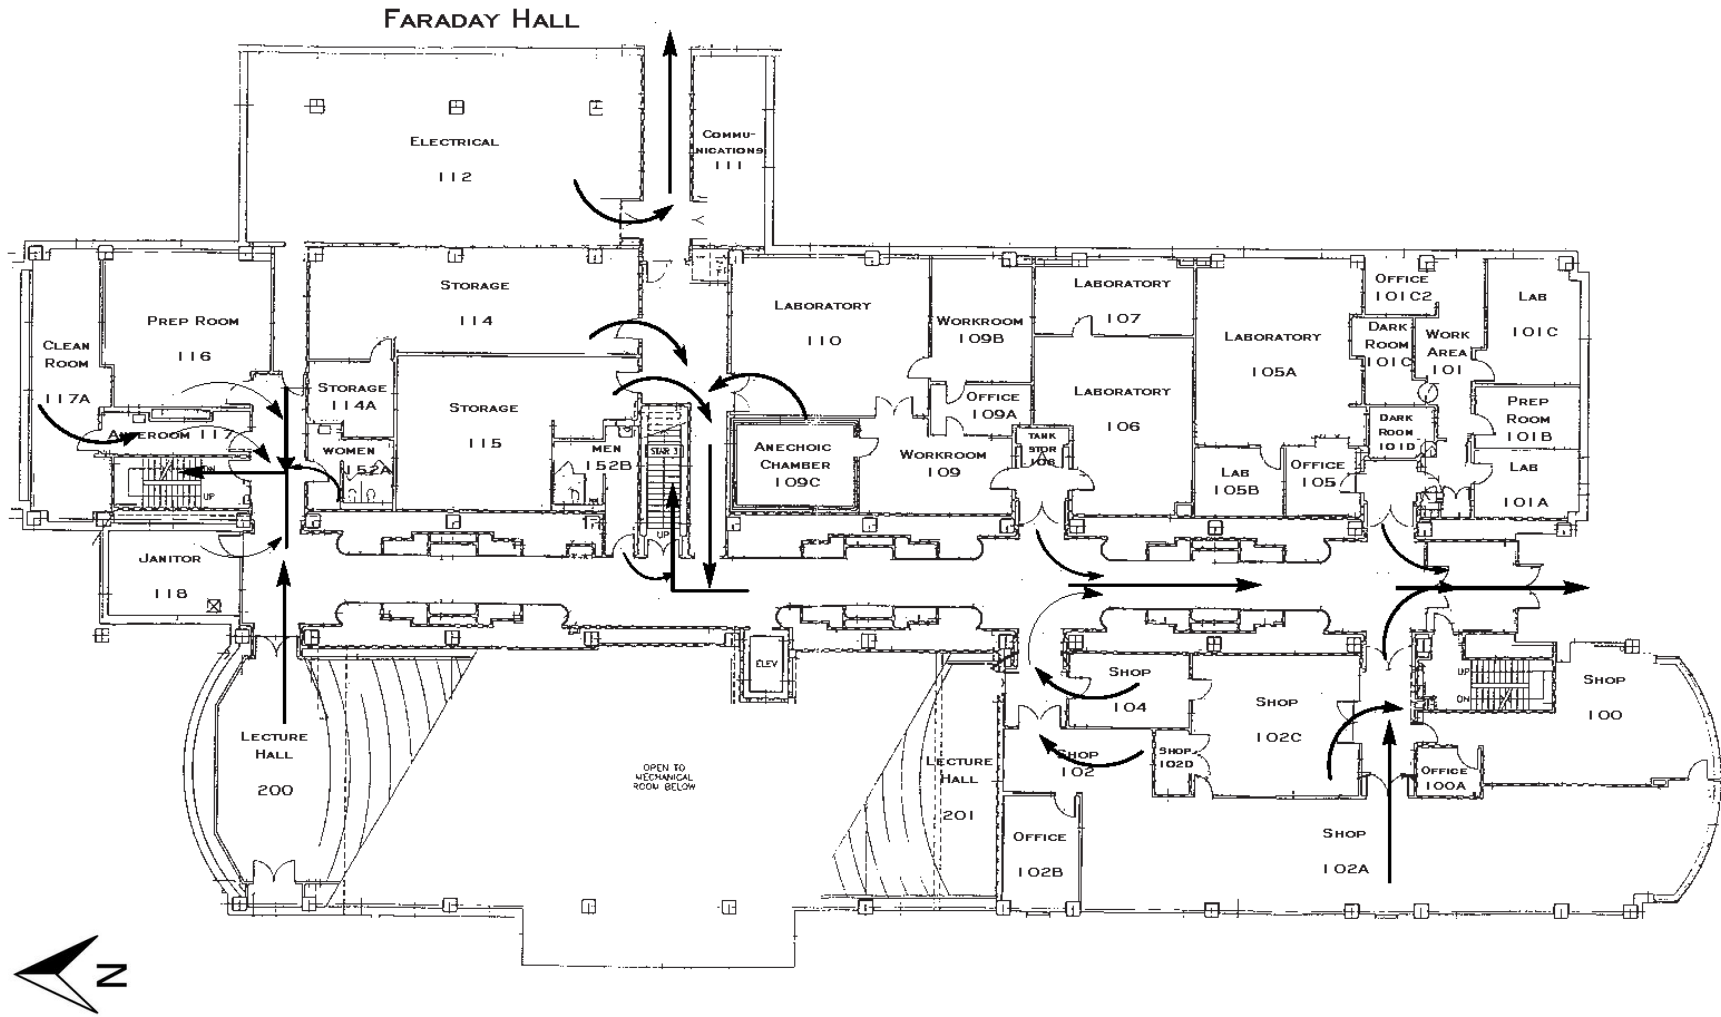 FARADAY HALL
ELECTRICAL
112
COMMU-
NICATIONS
111
STORAGE
114
LABORATORY
110
WORKROOM
109B
LABORATORY
107
LABORATORY
105A
OFFICE
101C2
DARK
ROOM
101C
WORK
AREA
101
LAB
101C
PREP ROOM
116
CLEAN
ROOM
117A
STORAGE
114A
STORAGE
115
OFFICE
109A
LABORATORY
106
PREP
ROOM
101B
DARK
ROOM
101D
ANTEROOM 117
WOMEN
152A
MEN
152B
STAIR 3
ANECHOIC
CHAMBER
109C
WORKROOM
109
TANK
STOR
108
LAB
105B
OFFICE
105
LAB
101A
DN
UP
UP
JANITOR
118
ELEV
LECTURE
HALL
200
OPEN TO
MECHANICAL
ROOM BELOW
LECTURE
HALL
201
SHOP
104
SHOP
102
SHOP
102D
SHOP
102C
UP
DN
SHOP
100
OFFICE
100A
OFFICE
102B
SHOP
102A
N